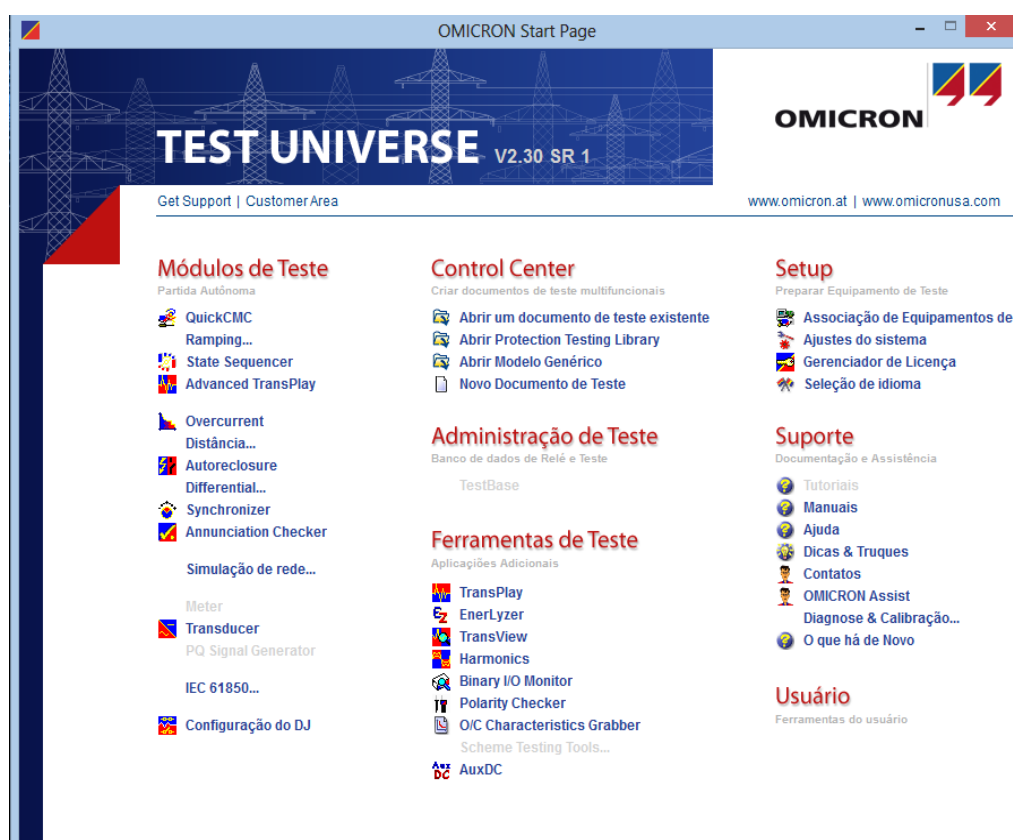 OMICRON Start Page
TEST UNIVERSE V2.30 SR 1
OMICRON
Get Support | Customer Area
www.omicron.at | www.omicronusa.com
Módulos de Teste
Partida Autônoma
QuickCMC
Ramping...
State Sequencer
Advanced TransPlay
Overcurrent
Distância...
Autoreclosure
Differential...
Synchronizer
Annunciation Checker
Simulação de rede...
Meter
Transducer
PQ Signal Generator
IEC 61850...
Configuração do DJ
Control Center
Criar documentos de teste multifuncionais
Abrir um documento de teste existente
Abrir Protection Testing Library
Abrir Modelo Genérico
Novo Documento de Teste
Administração de Teste
Banco de dados de Relé e Teste
TestBase
Ferramentas de Teste
Aplicações Adicionais
TransPlay
EnerLyzer
TransView
Harmonics
Binary I/O Monitor
Polarity Checker
O/C Characteristics Grabber
Scheme Testing Tools...
AuxDC
Setup
Preparar Equipamento de Teste
Associação de Equipamentos de
Ajustes do sistema
Gerenciador de Licença
Seleção de idioma
Suporte
Documentação e Assistência
Tutoriais
Manuais
Ajuda
Dicas & Truques
Contatos
OMICRON Assist
Diagnose & Calibração...
O que há de Novo
Usuário
Ferramentas do usuário